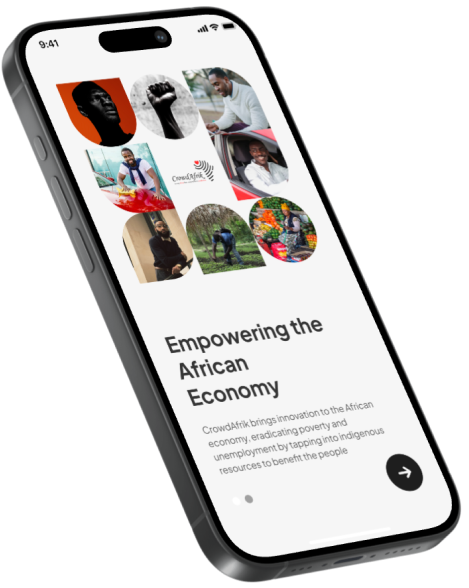 9:41
CrowdAfrik
Empowering the
African
Economy
CrowdAfrik brings innovation to the African
economy, eradicating poverty and
unemployment by tapping into indigenous
resources to benefit the people